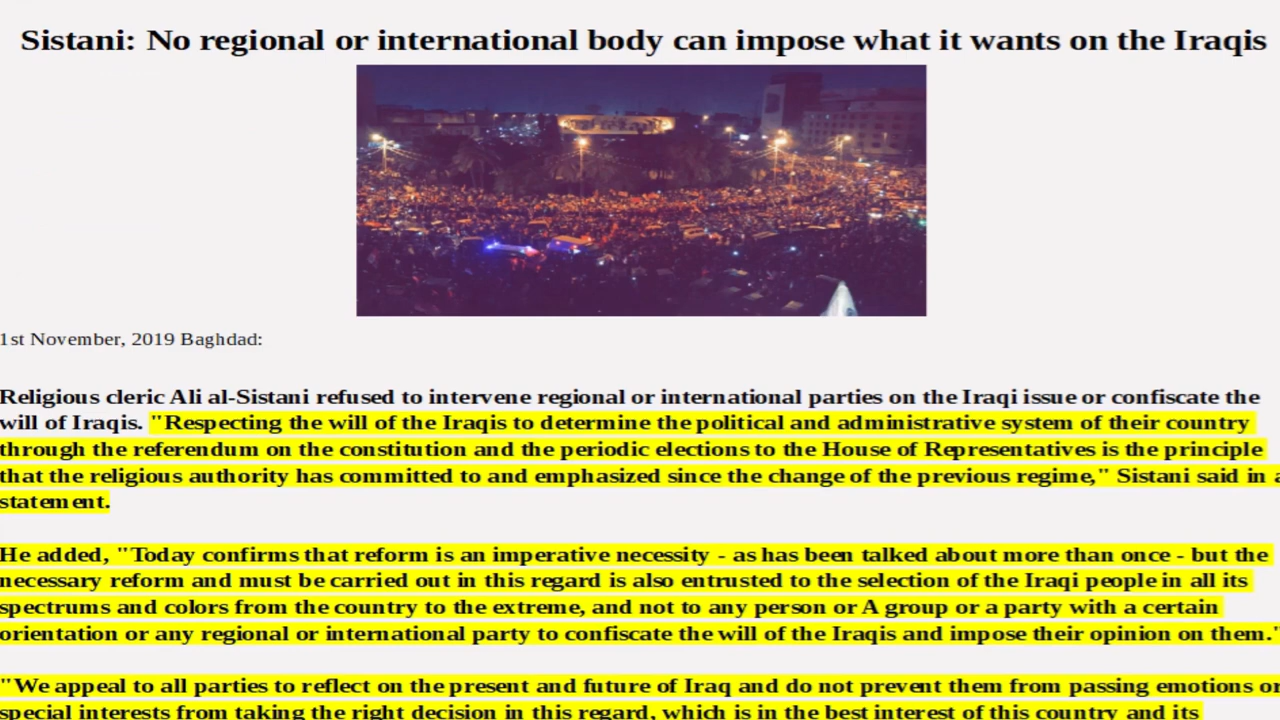 Sistani: No regional or international body can impose what it wants on the Iraqis
1st November, 2019 Baghdad:
Religious cleric Ali al-Sistani refused to intervene regional or international parties on the Iraqi issue or confiscate the
will of Iraqis. "Respecting the will of the Iraqis to determine the political and administrative system of their country
through the referendum on the constitution and the periodic elections to the House of Representatives is the principle
that the religious authority has committed to and emphasized since the change of the previous regime," Sistani said in a
statement.
He added, "Today confirms that reform is an imperative necessity - as has been talked about more than once - but the
necessary reform and must be carried out in this regard is also entrusted to the selection of the Iraqi people in all its
spectrums and colors from the country to the extreme, and not to any person or A group or a party with a certain
orientation or any regional or international party to confiscate the will of the Iraqis and impose their opinion on them."
"We appeal to all parties to reflect on the present and future of Iraq and do not prevent them from passing emotions or
special interests from taking the right decision in this regard, which is in the best interest of this country and its